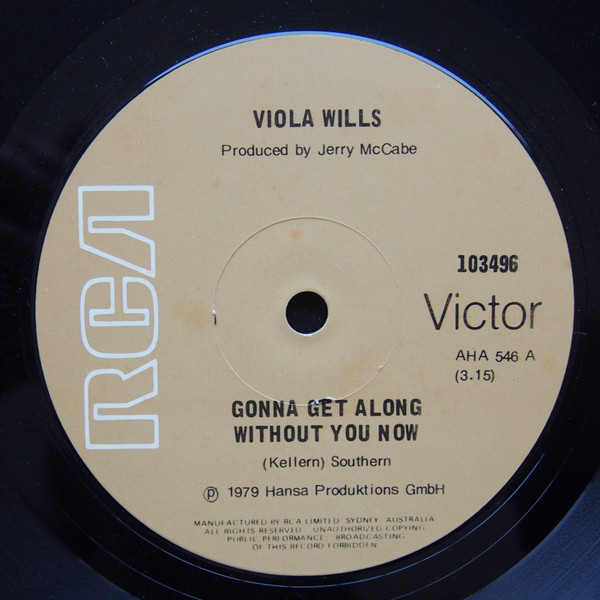 VIOLA WILLS
Produced by Jerry McCabe
RCA
103496
Victor
AHA 546 A
(3.15)
GONNA GET ALONG
WITHOUT YOU NOW
(Kellern) Southern
℗ 1979 Hansa Produktions GmbH
MANUFACTURED BY RCA LIMITED, SYDNEY, AUSTRALIA
ALL RIGHTS RESERVED. UNAUTHORIZED COPYING
PUBLIC PERFORMANCE, BROADCASTING
OF THIS RECORD FORBIDDEN